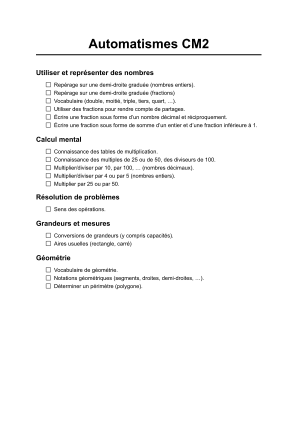 Automatismes CM2
Utiliser et représenter des nombres
Repérage sur une demi-droite graduée (nombres entiers).
Repérage sur une demi-droite graduée (fractions)
Vocabulaire (double, moitié, triple, tiers, quart, …).
Utiliser des fractions pour rendre compte de partages.
Écrire une fraction sous forme d'un nombre décimal et réciproquement.
Écrire une fraction sous forme de somme d'un entier et d'une fraction inférieure à 1.
Calcul mental
Connaissance des tables de multiplication.
Connaissance des multiples de 25 ou de 50, des diviseurs de 100.
Multiplier/diviser par 10, par 100, … (nombres décimaux).
Multiplier/diviser par 4 ou par 5 (nombres entiers).
Multiplier par 25 ou par 50.
Résolution de problèmes
Sens des opérations.
Grandeurs et mesures
Conversions de grandeurs (y compris capacités).
Aires usuelles (rectangle, carré)
Géométrie
Vocabulaire de géométrie.
Notations géométriques (segments, droites, demi-droites, …).
Déterminer un périmètre (polygone).